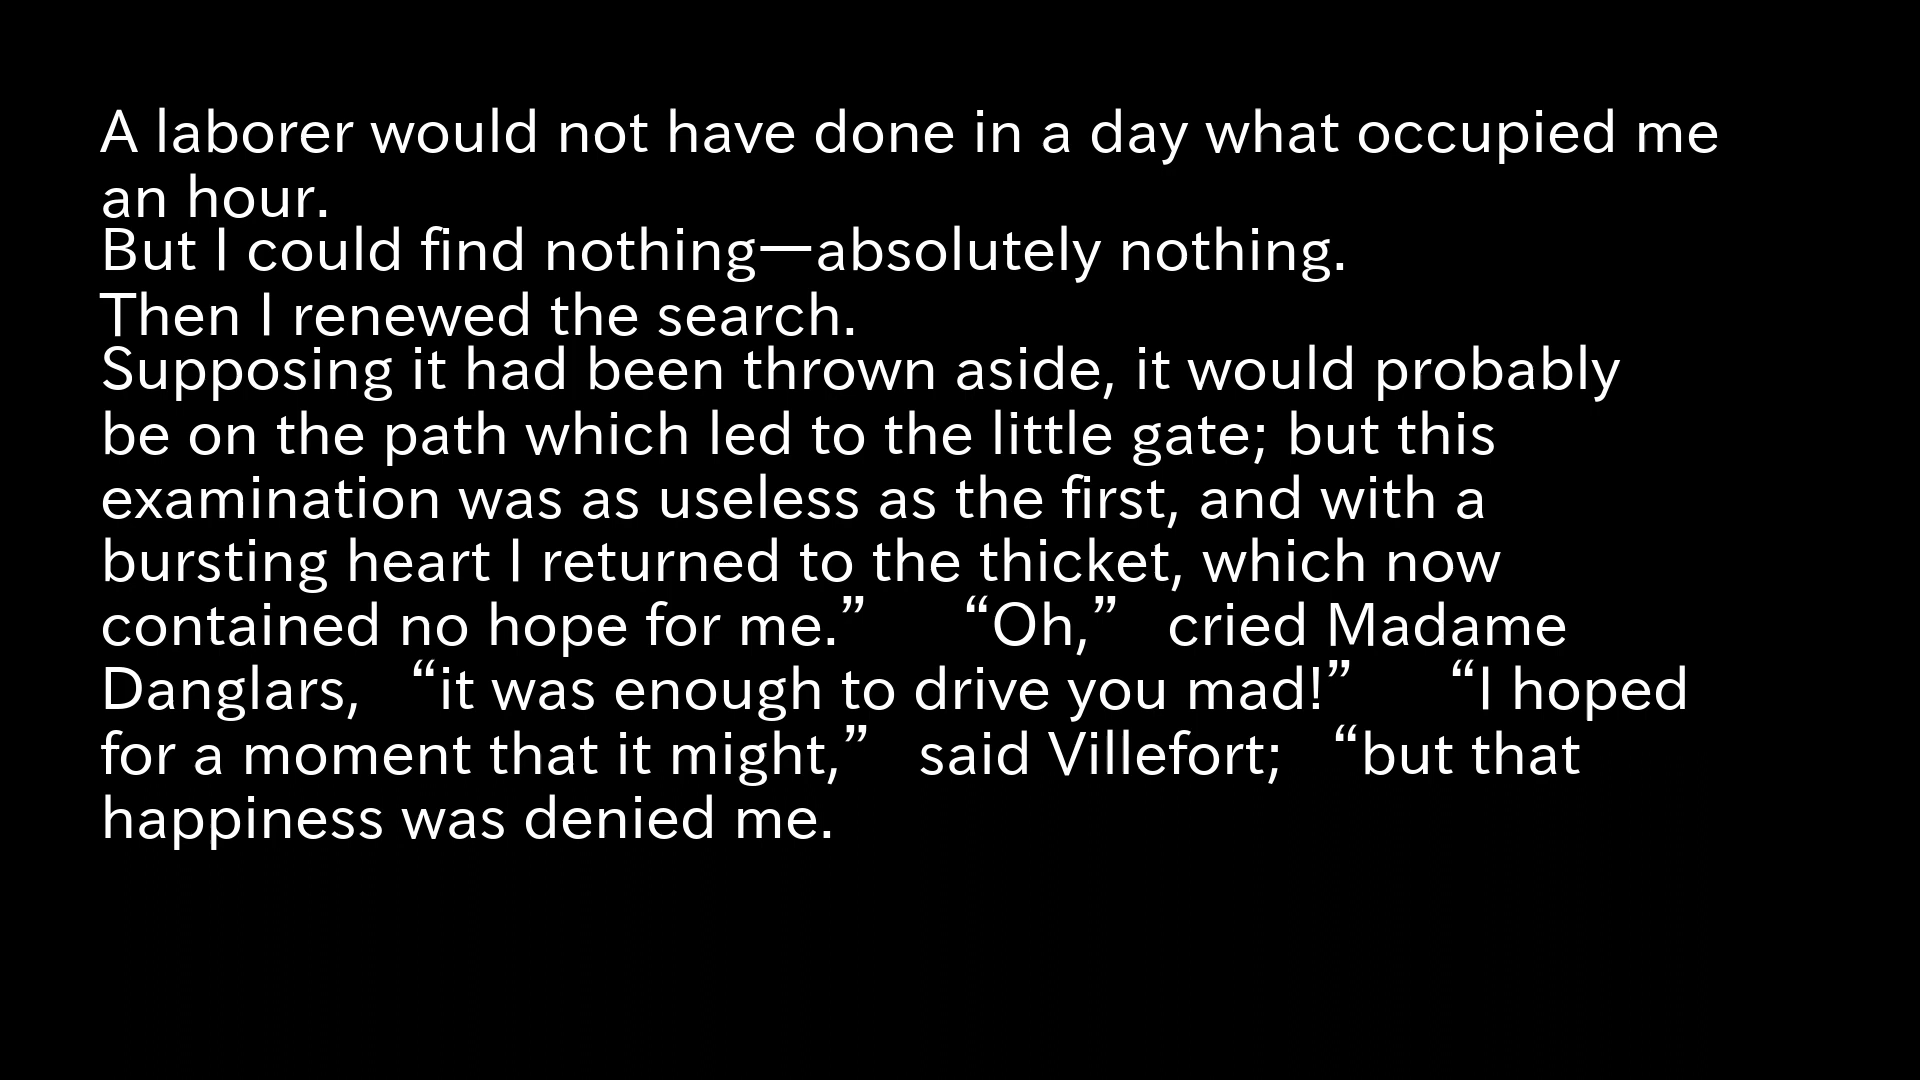 A laborer would not have done in a day what occupied me
an hour.
But I could find nothing—absolutely nothing.
Then I renewed the search.
Supposing it had been thrown aside, it would probably
be on the path which led to the little gate; but this
examination was as useless as the first, and with a
bursting heart I returned to the thicket, which now
contained no hope for me.” “Oh,” cried Madame
Danglars, “it was enough to drive you mad!” “I hoped
for a moment that it might,” said Villefort; “but that
happiness was denied me.